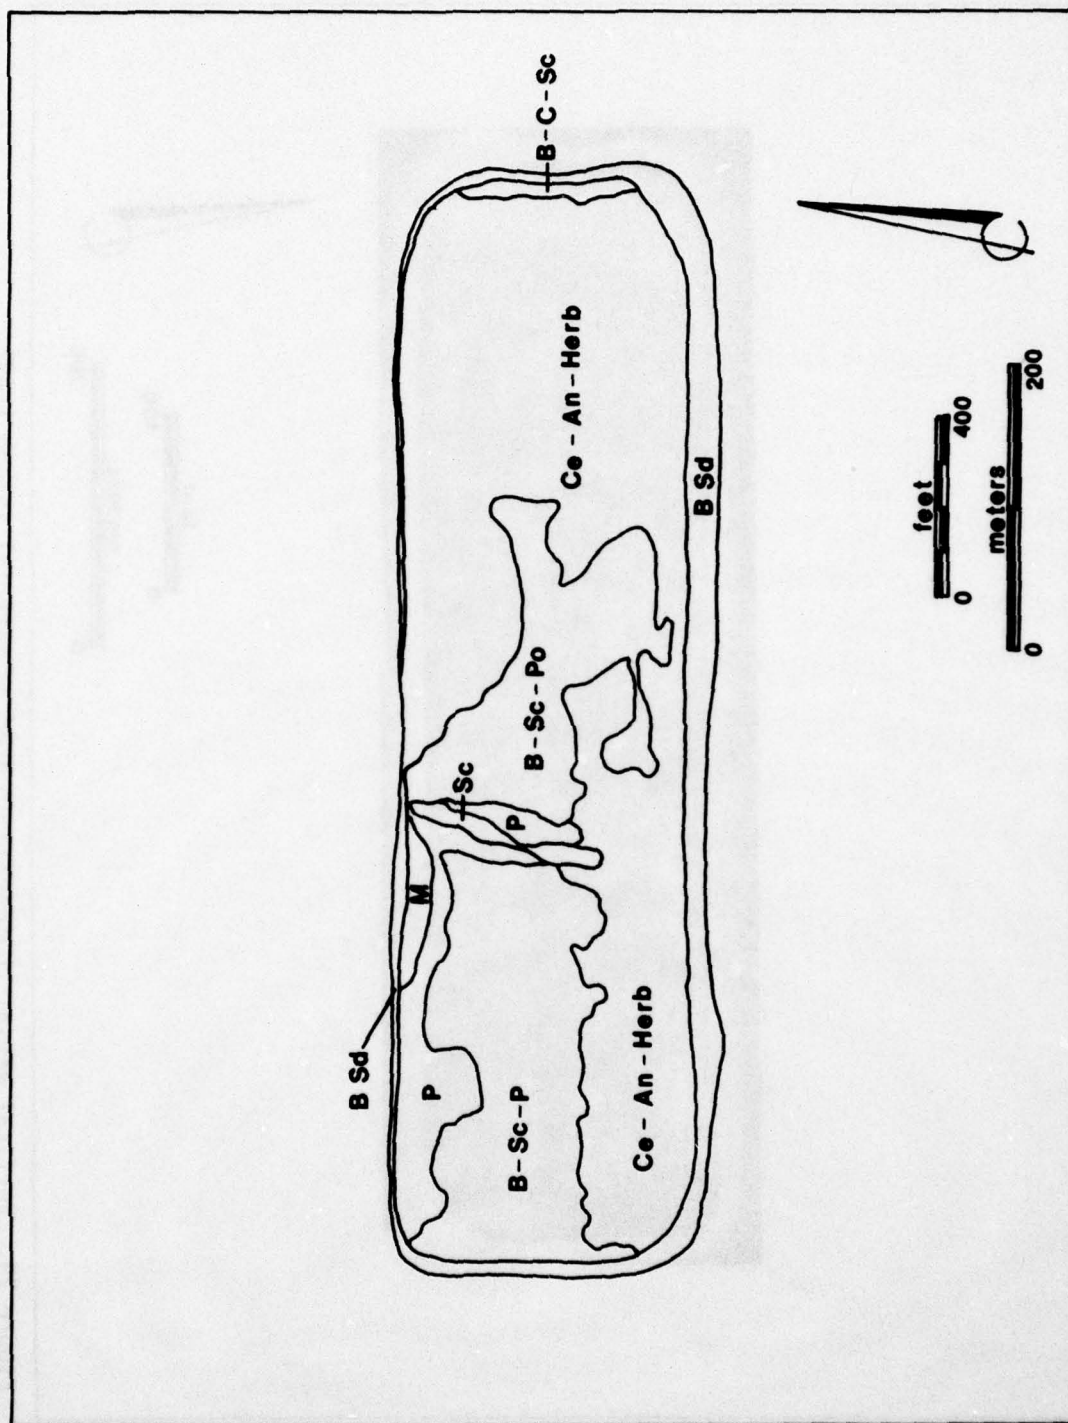 B Sd
M
P
Sc
P
B-Sc-P
B-Sc-Po
B-C-Sc
Ce-An-Herb
Ce-An-Herb
B Sd
feet
0 400
meters
0 200